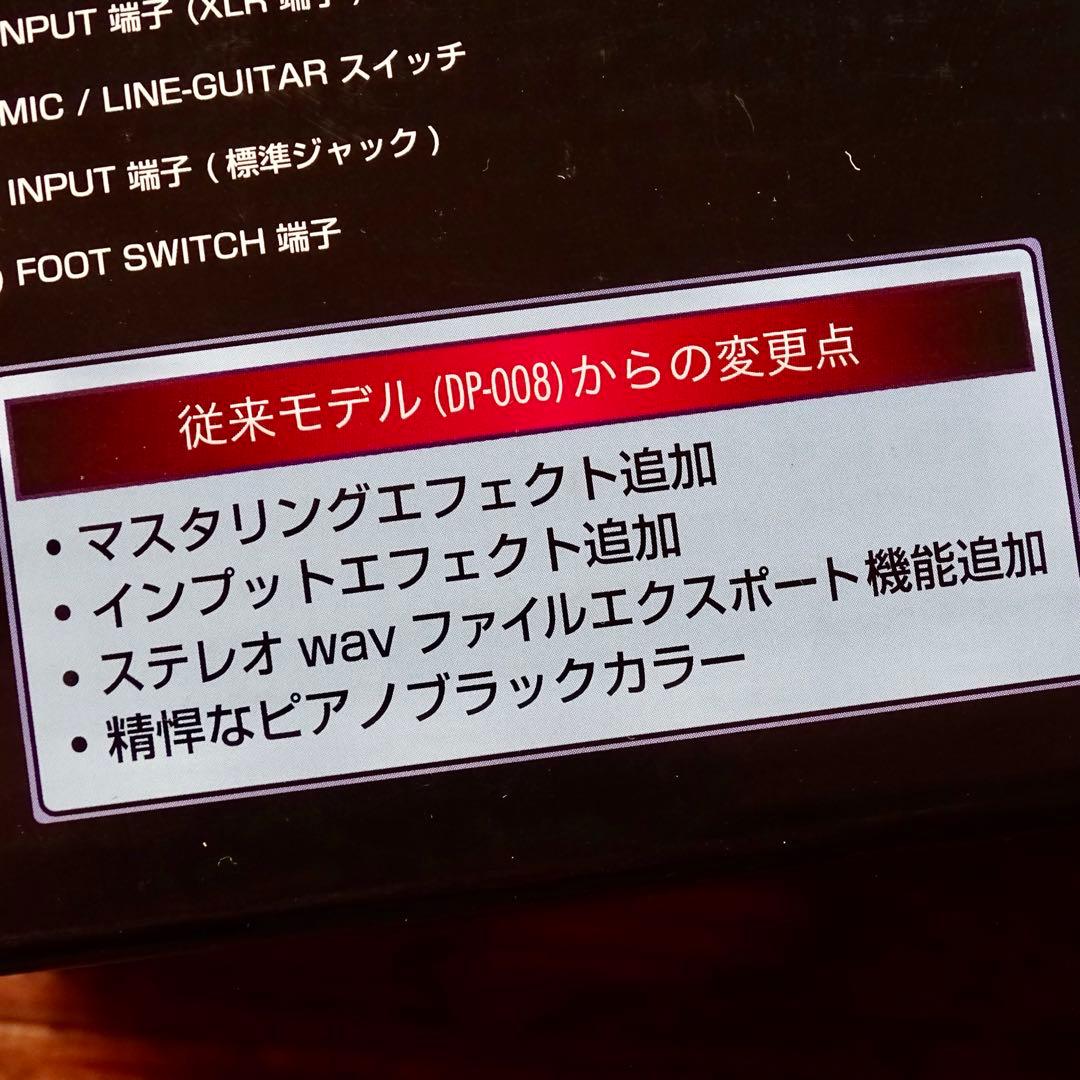 INPUT 端子 (XLR 端子)
MIC / LINE-GUITAR スイッチ
INPUT 端子 ( 標準ジャック )
) FOOT SWITCH 端子
従来モデル (DP-008) からの変更点
• マスタリングエフェクト追加
• インプットエフェクト追加
• ステレオ wav ファイルエクスポート機能追加
• 精悍なピアノブラックカラー